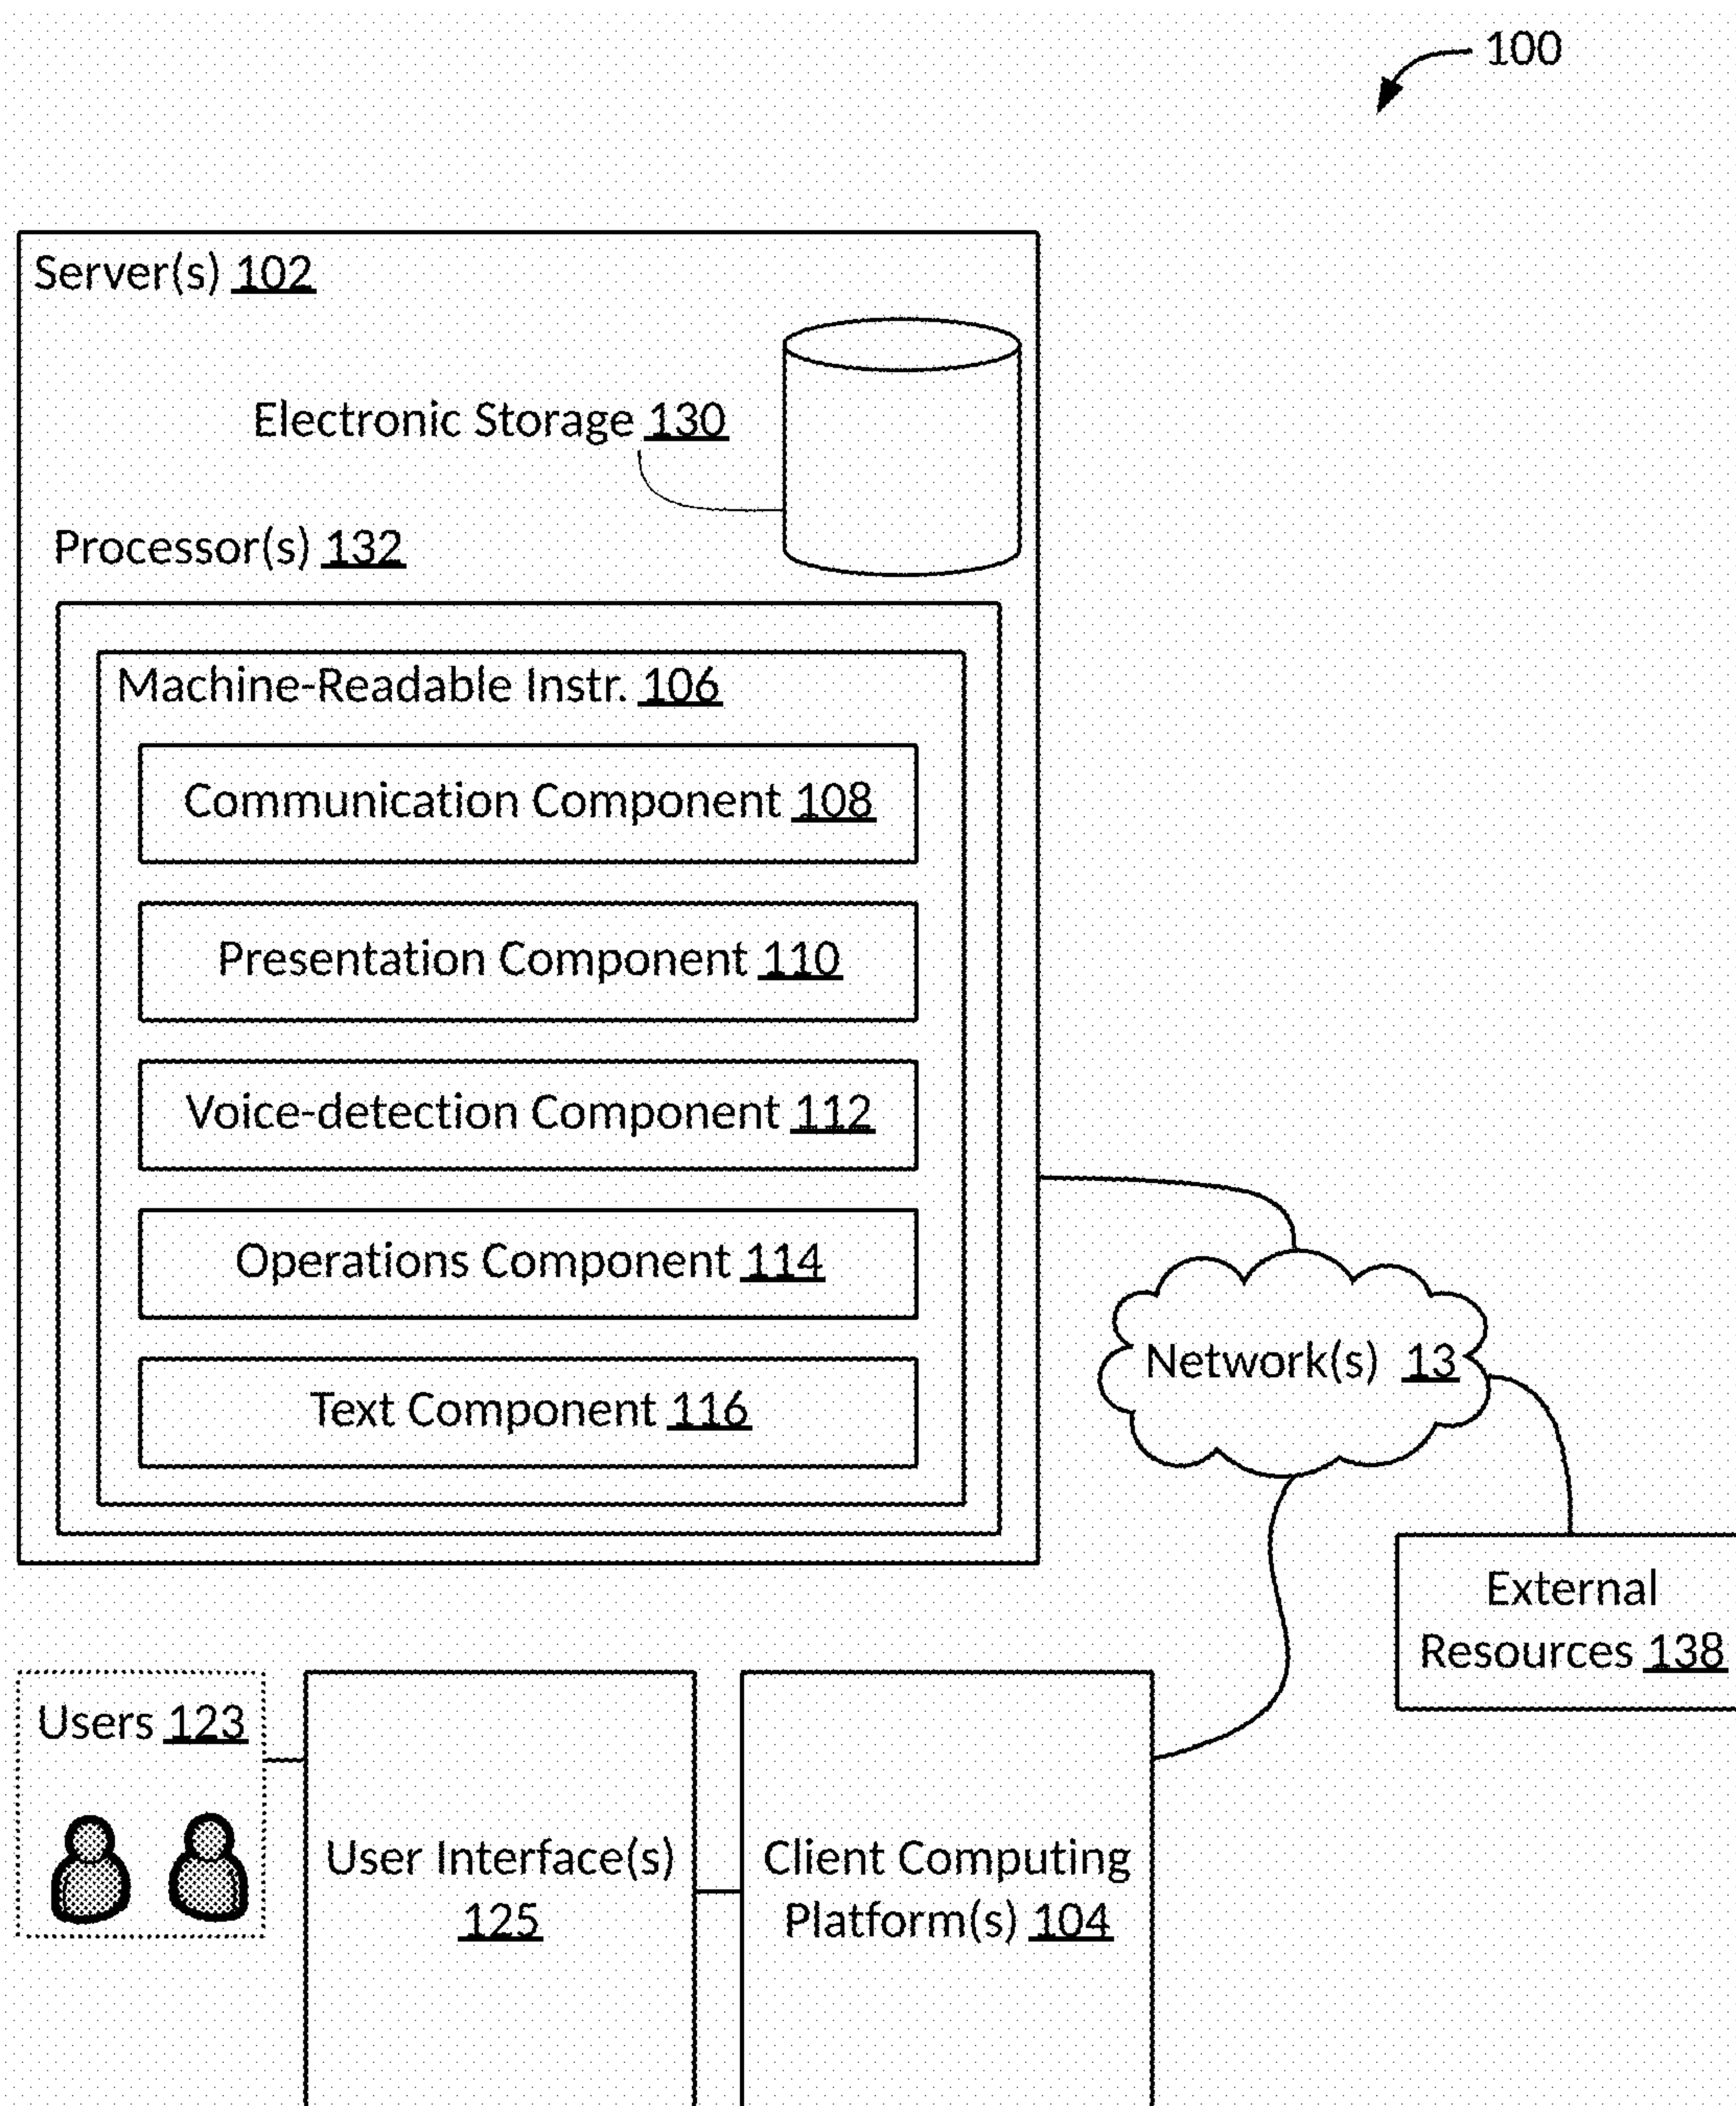 100
Server(s) 102
Electronic Storage 130
Processor(s) 132
Machine-Readable Instr. 106
Communication Component 108
Presentation Component 110
Voice-detection Component 112
Operations Component 114
Text Component 116
Network(s) 13
External
Resources 138
Users 123
User Interface(s)
125
Client Computing
Platform(s) 104